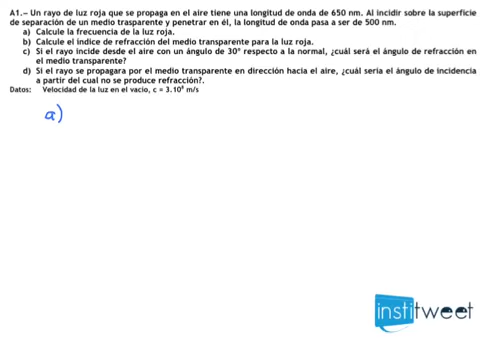 A1.- Un rayo de luz roja que se propaga en el aire tiene una longitud de onda de 650 nm. Al incidir sobre la superficie
de separación de un medio trasparente y penetrar en él, la longitud de onda pasa a ser de 500 nm.
a) Calcule la frecuencia de la luz roja.
b) Calcule el índice de refracción del medio transparente para la luz roja.
c) Si el rayo incide desde el aire con un ángulo de 30° respecto a la normal, ¿cuál será el ángulo de refracción en
el medio transparente?
d) Si el rayo se propagara por el medio transparente en dirección hacia el aire, ¿cuál sería el ángulo de incidencia
a partir del cual no se produce refracción?.
Datos: Velocidad de la luz en el vacío, c = 3.10⁸ m/s
a)
institweet